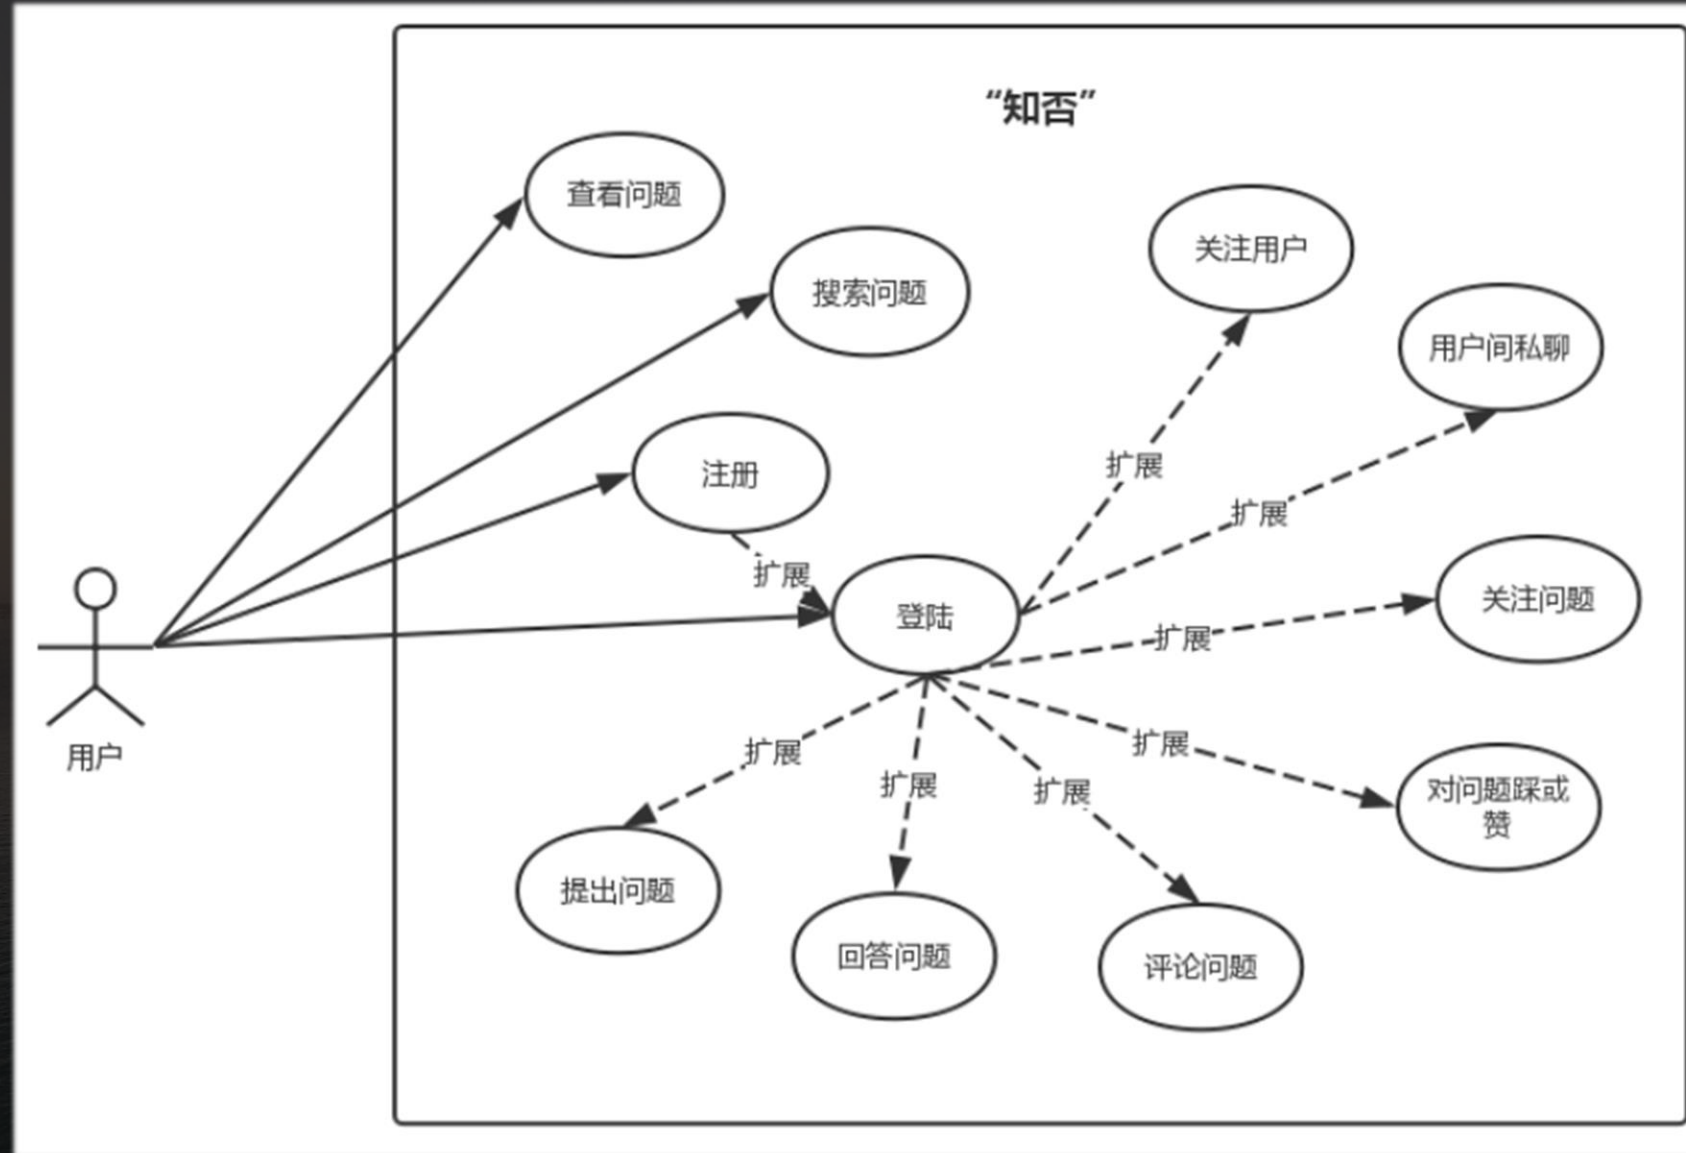 “知否”
查看问题
关注用户
搜索问题
用户间私聊
扩展
注册
扩展
扩展
关注问题
登陆
扩展
用户
扩展
扩展
扩展
扩展
对问题踩或
赞
提出问题
回答问题
评论问题